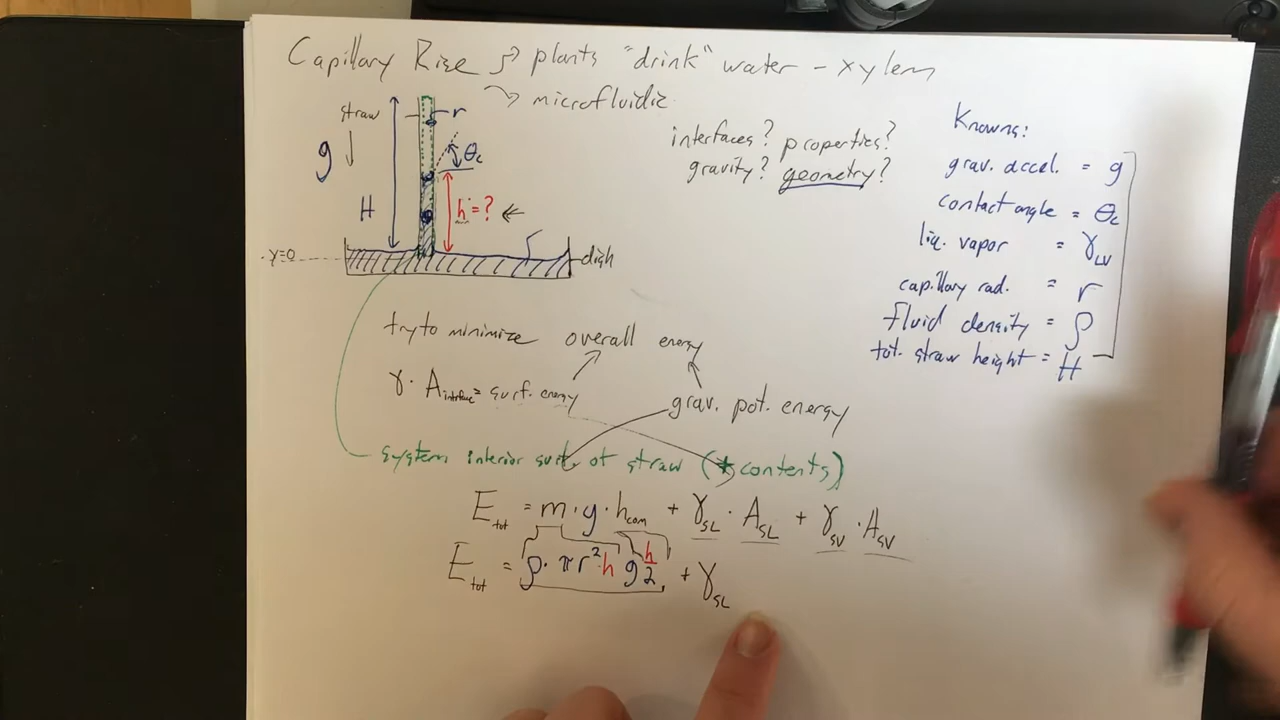 Capillary Rise → plants "drink" water - xylem
→ microfluidic
straw
r
g
θc
H
h = ?
y=0
dish
interfaces? properties?
gravity? geometry?
Knowns:
grav. accel. = g
contact angle = θc
liq. vapor = γLV
capillary rad. = r
fluid density = ρ
tot. straw height = H
try to minimize overall energy
γ · Ainterface = surf. energy
grav. pot. energy
system interior surf. of straw (+ contents)
Etot = m·g·hcom + γSL · ASL + γSV · ASV
Etot = ρ · πr²h g h/2 + γSL